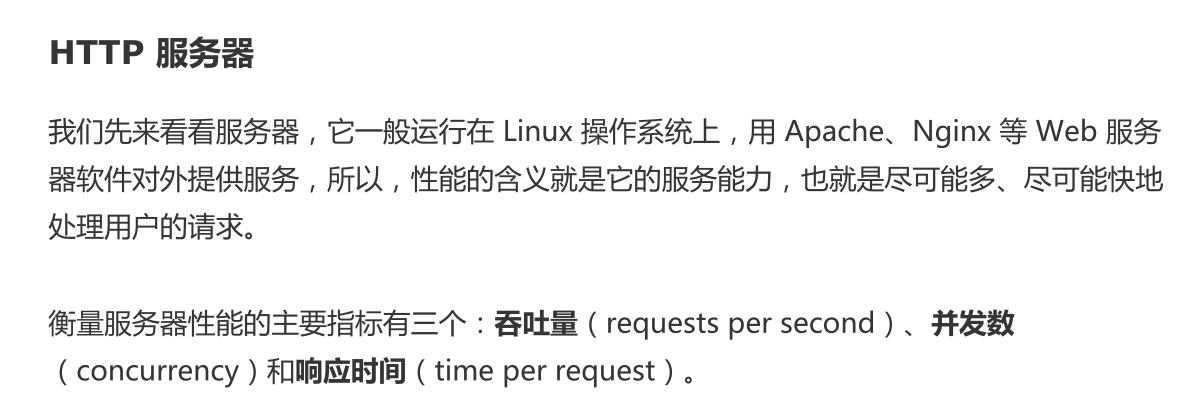 HTTP 服务器
我们先来看看服务器，它一般运行在 Linux 操作系统上，用 Apache、Nginx 等 Web 服务
器软件对外提供服务，所以，性能的含义就是它的服务能力，也就是尽可能多、尽可能快地
处理用户的请求。
衡量服务器性能的主要指标有三个：吞吐量（requests per second）、并发数
（concurrency）和响应时间（time per request）。